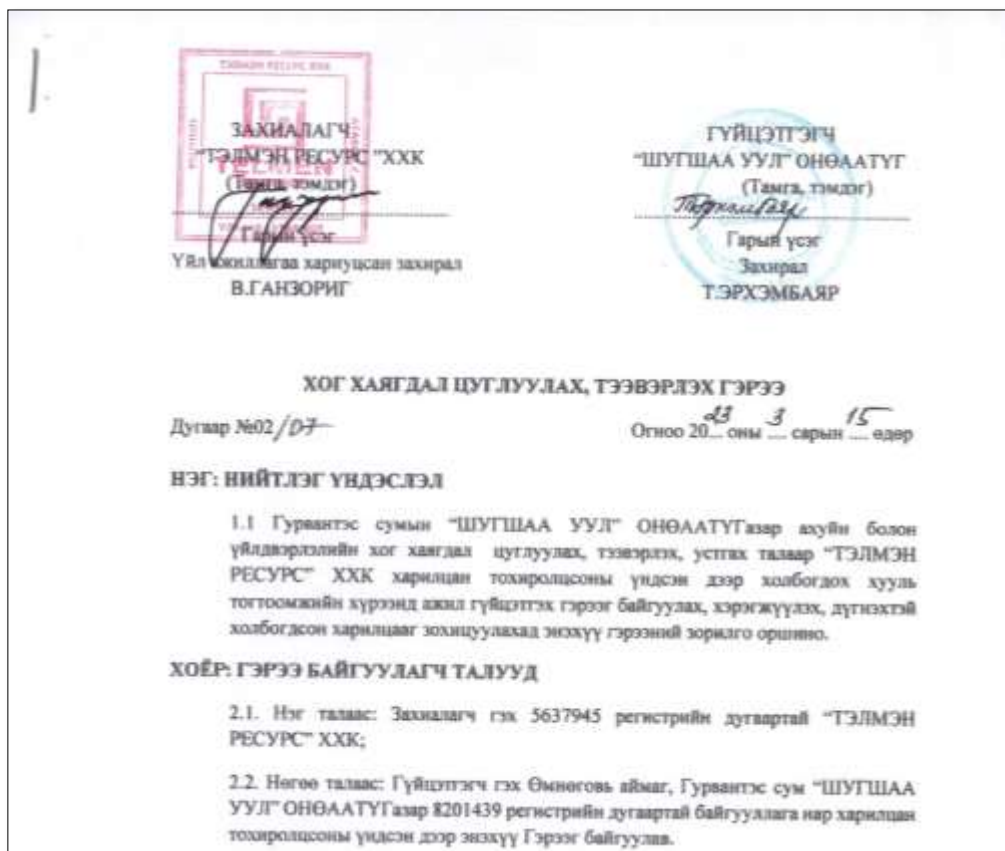 ЗАХИАЛАГЧ
“ТЭЛМЭН РЕСУРС ”ХХК
(Тамга, тэмдэг)
TELMEN
Гарын үсэг
Үйл ажиллагаа хариуцсан захирал
В.ГАНЗОРИГ
ГҮЙЦЭТГЭГЧ
“ШУГШАА УУЛ” ОНӨААТҮГ
(Тамга, тэмдэг)
Гарын үсэг
Захирал
Т.ЭРХЭМБАЯР
ХОГ ХАЯГДАЛ ЦУГЛУУЛАХ, ТЭЭВЭРЛЭХ ГЭРЭЭ
Дугаар №02/07
Огноо 20 23 оны 3 сарын 15 өдөр
НЭГ: НИЙТЛЭГ ҮНДЭСЛЭЛ
1.1 Гурвантэс сумын “ШУГШАА УУЛ” ОНӨААТҮГазар ахуйн болон
үйлдвэрлэлийн хог хаягдал цуглуулах, тээвэрлэх, устгах талаар “ТЭЛМЭН
РЕСУРС” ХХК харилцан тохиролцсоны үндсэн дээр холбогдох хууль
тогтоомжийн хүрээнд ажил гүйцэтгэх гэрээг байгуулах, хэрэгжүүлэх, дүгнэхтэй
холбогдсон харилцааг зохицуулахад энэхүү гэрээний зорилго оршино.
ХОЁР: ГЭРЭЭ БАЙГУУЛАГЧ ТАЛУУД
2.1. Нэг талаас: Захиалагч гэх 5637945 регистрийн дугаартай “ТЭЛМЭН
РЕСУРС” ХХК;
2.2. Нөгөө талаас: Гүйцэтгэгч гэх Өмнөговь аймаг, Гурвантэс сум “ШУГШАА
УУЛ” ОНӨААТҮГазар 8201439 регистрийн дугаартай байгууллага нар харилцан
тохиролцсоны үндсэн дээр энэхүү Гэрээг байгуулав.